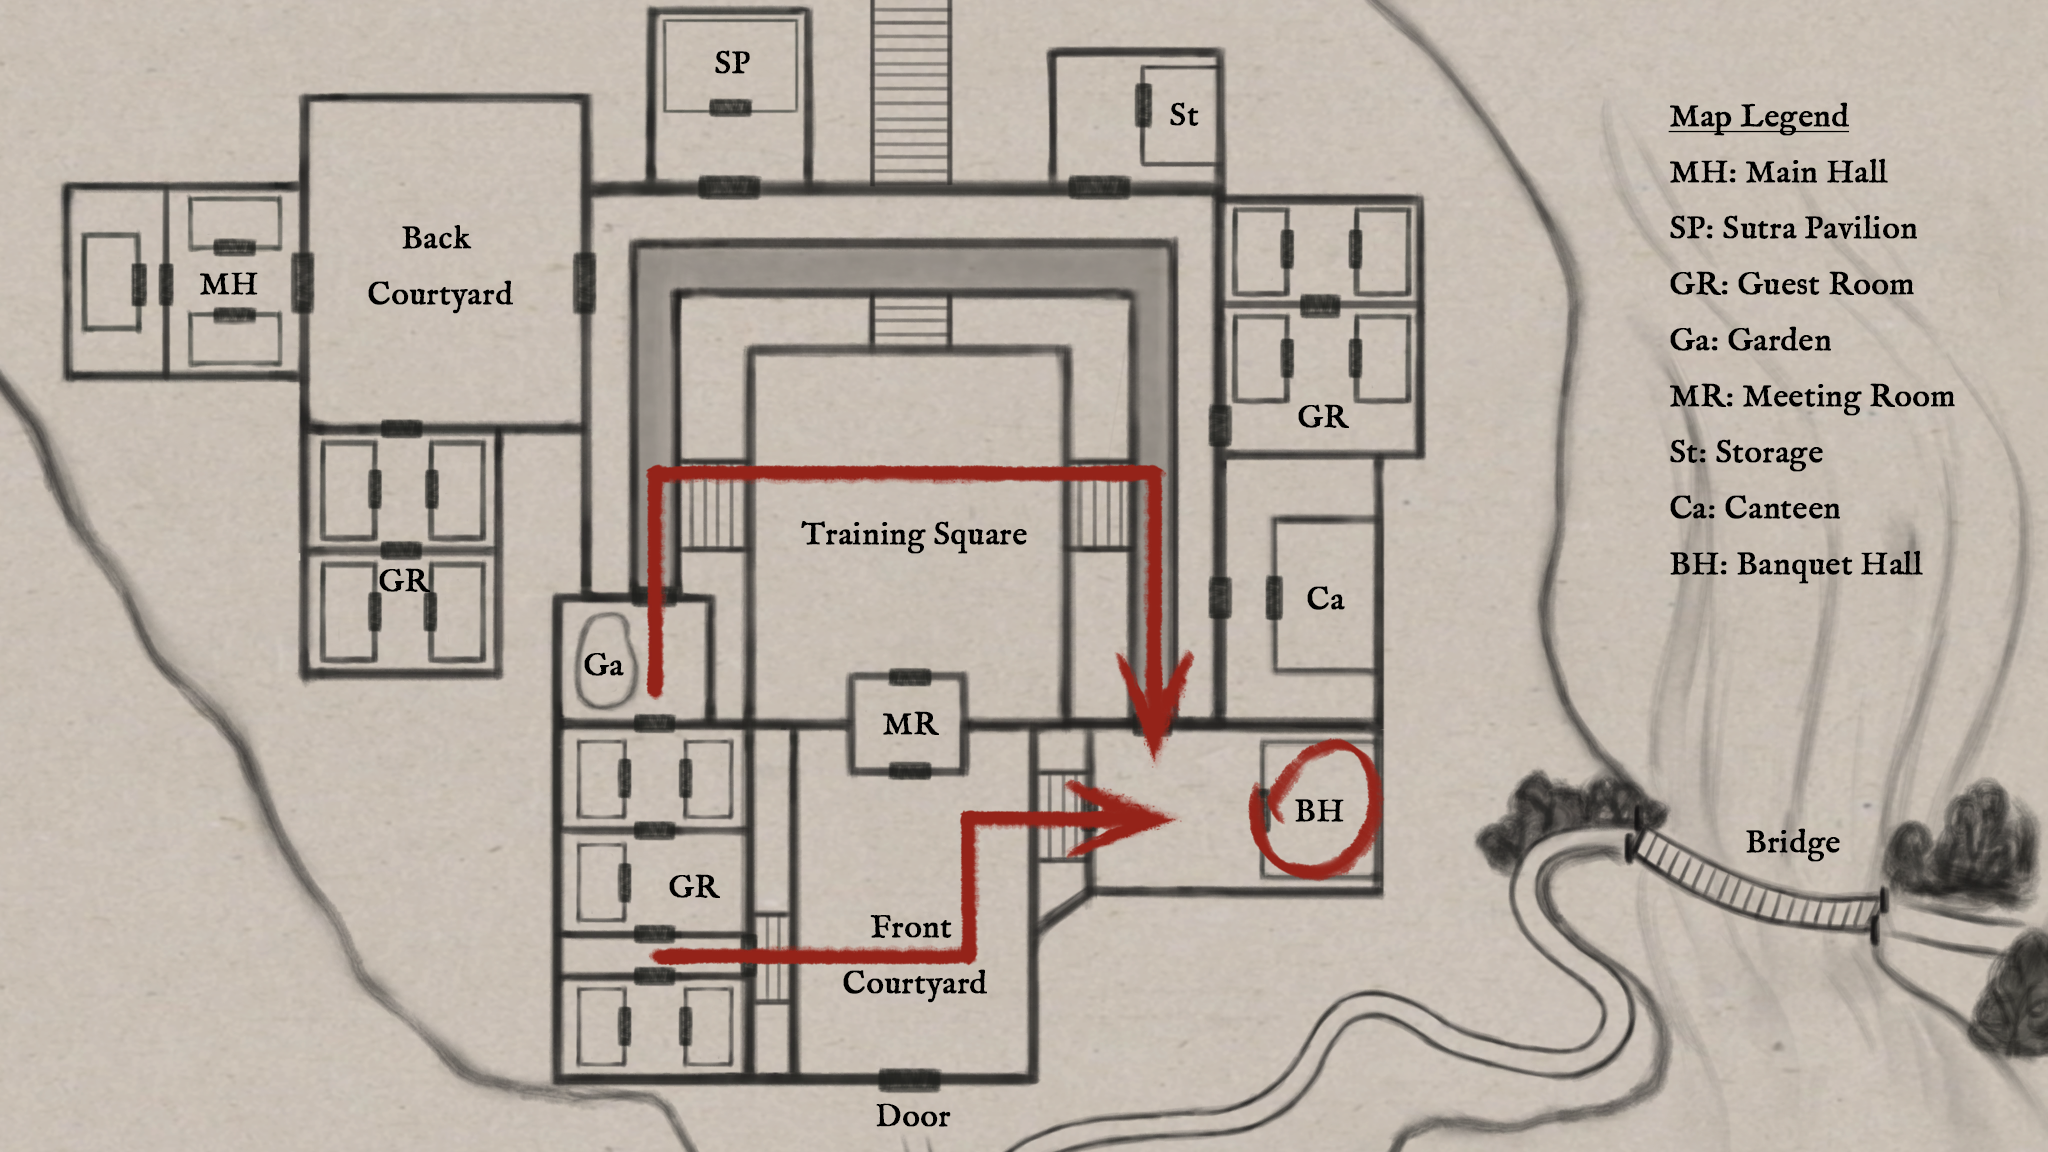 SP
St
Back
Courtyard
MH
GR
GR
Training Square
Ca
Ga
MR
BH
GR
Front
Courtyard
Door
Bridge
Map Legend
MH: Main Hall
SP: Sutra Pavilion
GR: Guest Room
Ga: Garden
MR: Meeting Room
St: Storage
Ca: Canteen
BH: Banquet Hall